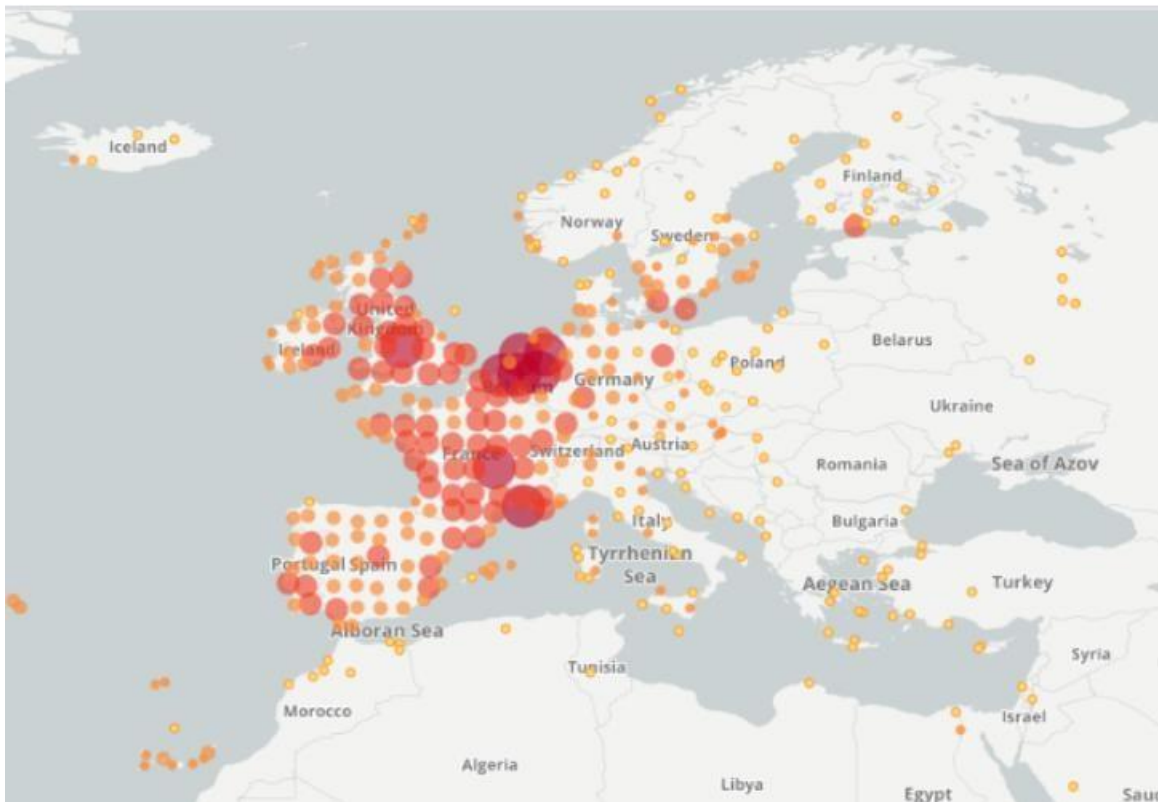 Iceland
Finland
Norway
Sweden
United
Kingdom
Ireland
Belarus
Poland
Germany
Ukraine
France
Switzerland
Austria
Romania
Sea of Azov
Italy
Bulgaria
Portugal
Spain
Tyrrhenian
Sea
Aegean Sea
Turkey
Alboran Sea
Tunisia
Syria
Morocco
Israel
Algeria
Libya
Egypt